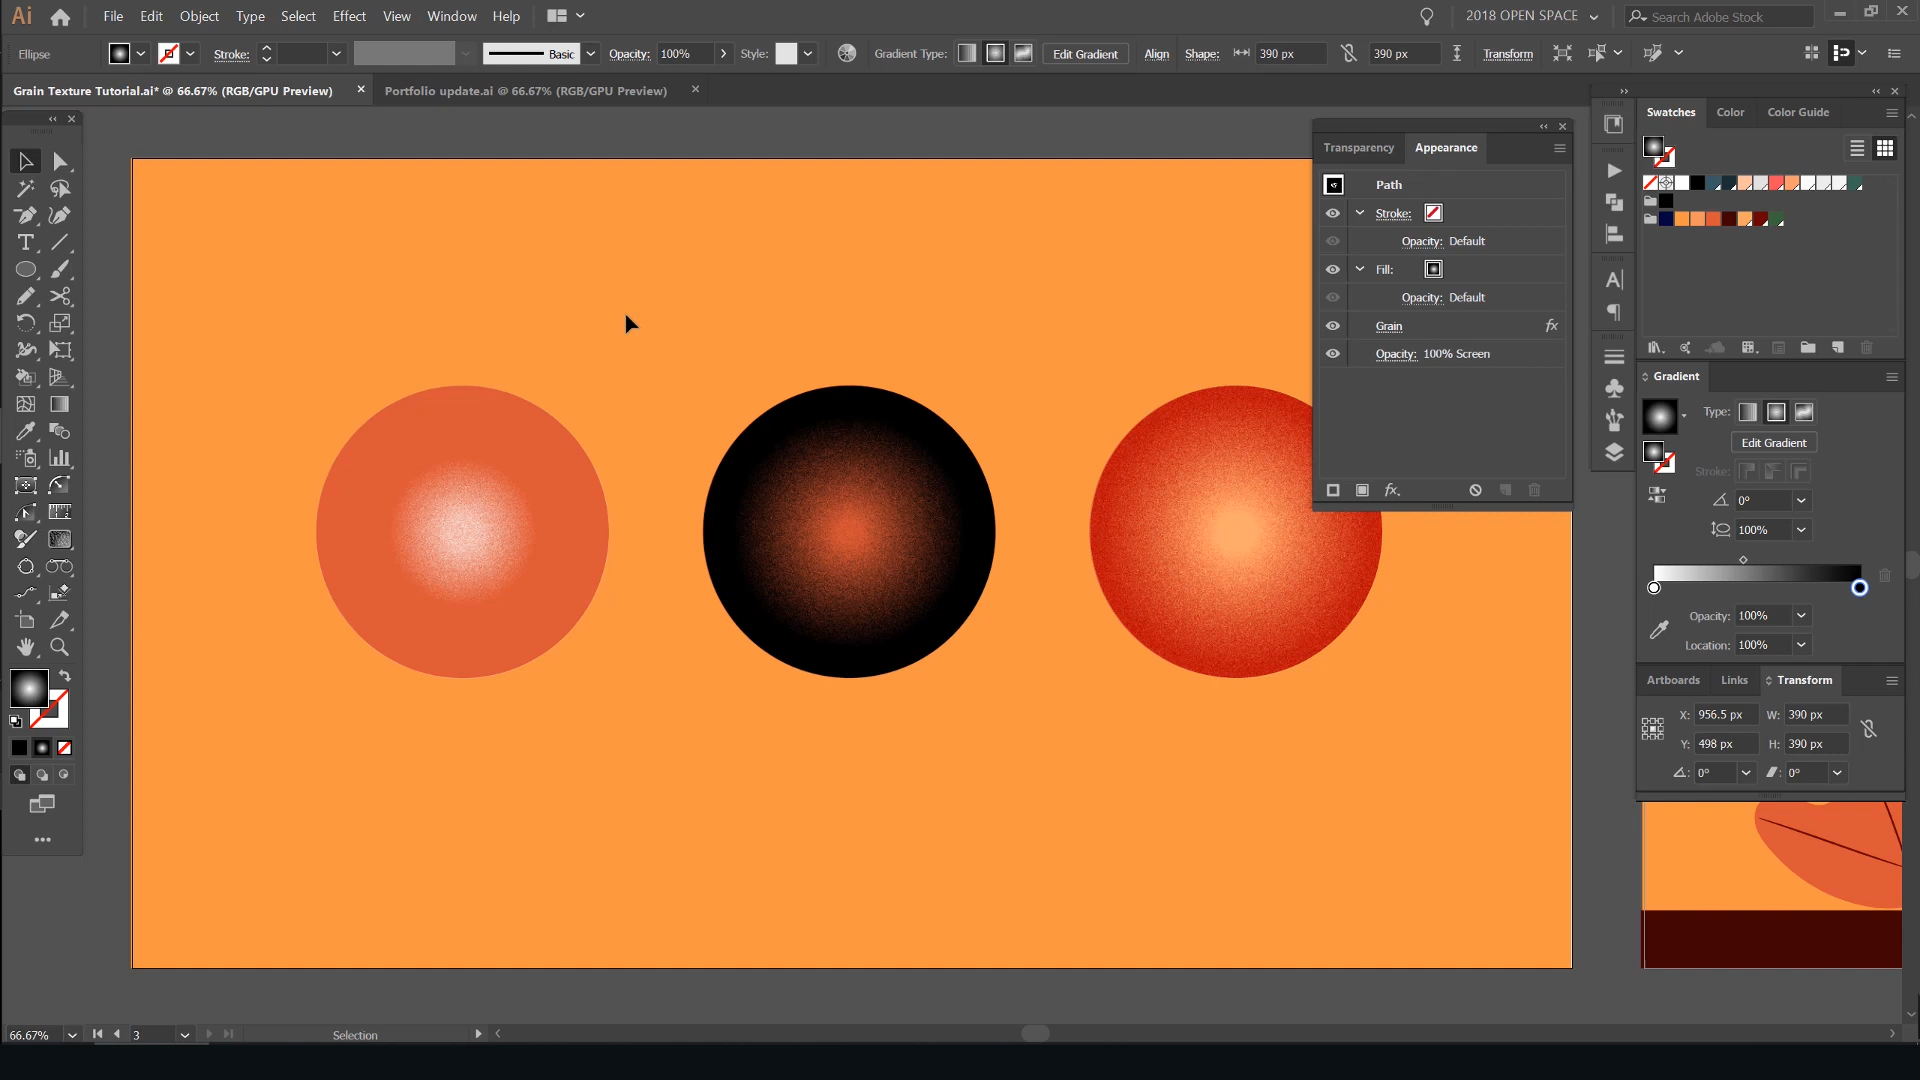 Ai File Edit Object Type Select Effect View Window Help 2018 OPEN SPACE Search Adobe Stock
Ellipse Stroke: Basic Opacity: 100% Style: Gradient Type: Edit Gradient Align Shape: 390 px 390 px Transform
Grain Texture Tutorial.ai* @ 66.67% (RGB/GPU Preview) Portfolio update.ai @ 66.67% (RGB/GPU Preview)
Transparency Appearance
Path
Stroke:
Opacity: Default
Fill:
Opacity: Default
Grain fx
Opacity: 100% Screen
fx.
Swatches Color Color Guide
Gradient
Type:
Edit Gradient
Stroke:
0°
100%
Opacity: 100%
Location: 100%
Artboards Links Transform
X: 956.5 px W: 390 px
Y: 498 px H: 390 px
0° 0°
66.67% 3 Selection